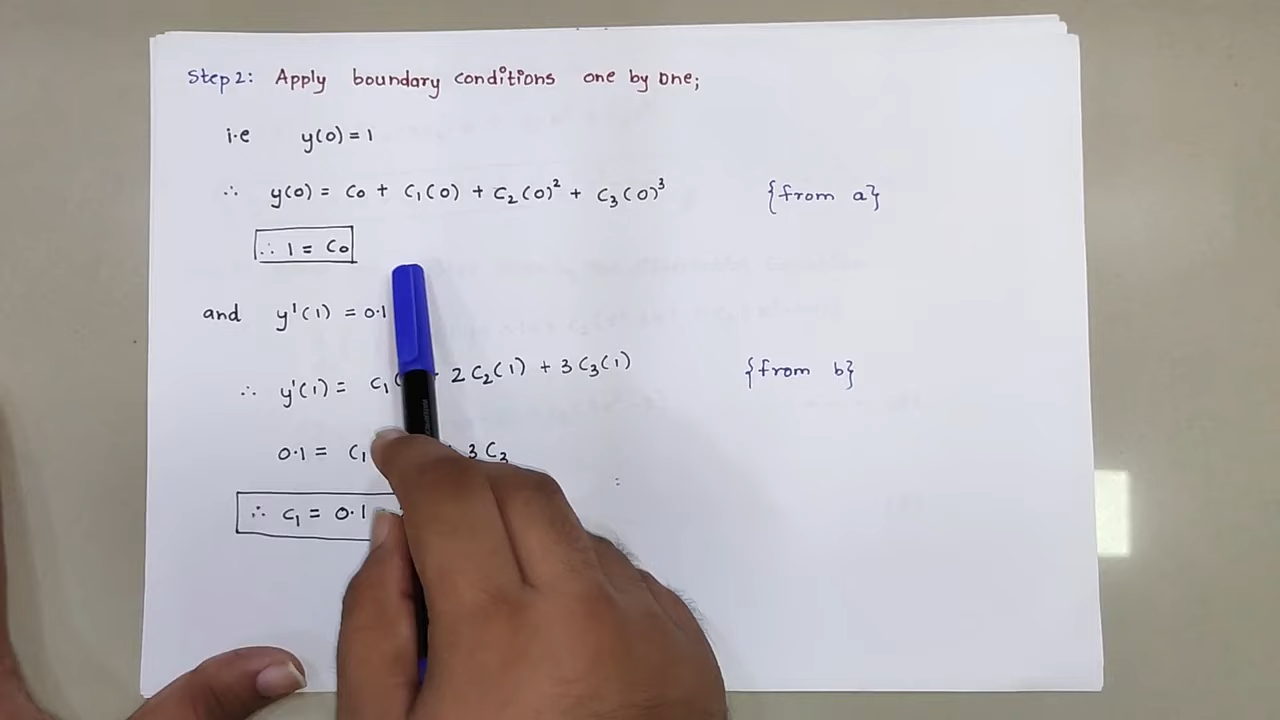 Step 2: Apply boundary conditions one by one;
i.e y(0) = 1
∴ y(0) = C0 + C₁(0) + C₂(0)² + C₃(0)³ {from a}
∴ 1 = C0
and y'(1) = 0.1
∴ y'(1) = C₁( 2C₂(1) + 3C₃(1) {from b}
0.1 = C₁ 3C₃
∴ C₁ = 0.1